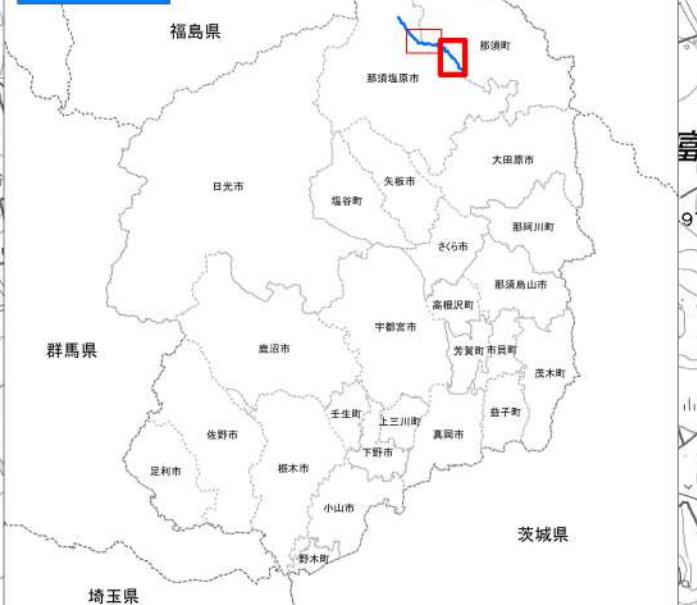 福島県
那須町
那須塩原市
大田原市
日光市
矢板市
塩谷町
那珂川町
さくら市
那須烏山市
高根沢町
宇都宮市
群馬県
鹿沼市
芳賀町
市貝町
茂木町
壬生町
上三川町
益子町
佐野市
真岡市
下野市
足利市
栃木市
小山市
茨城県
野木町
埼玉県